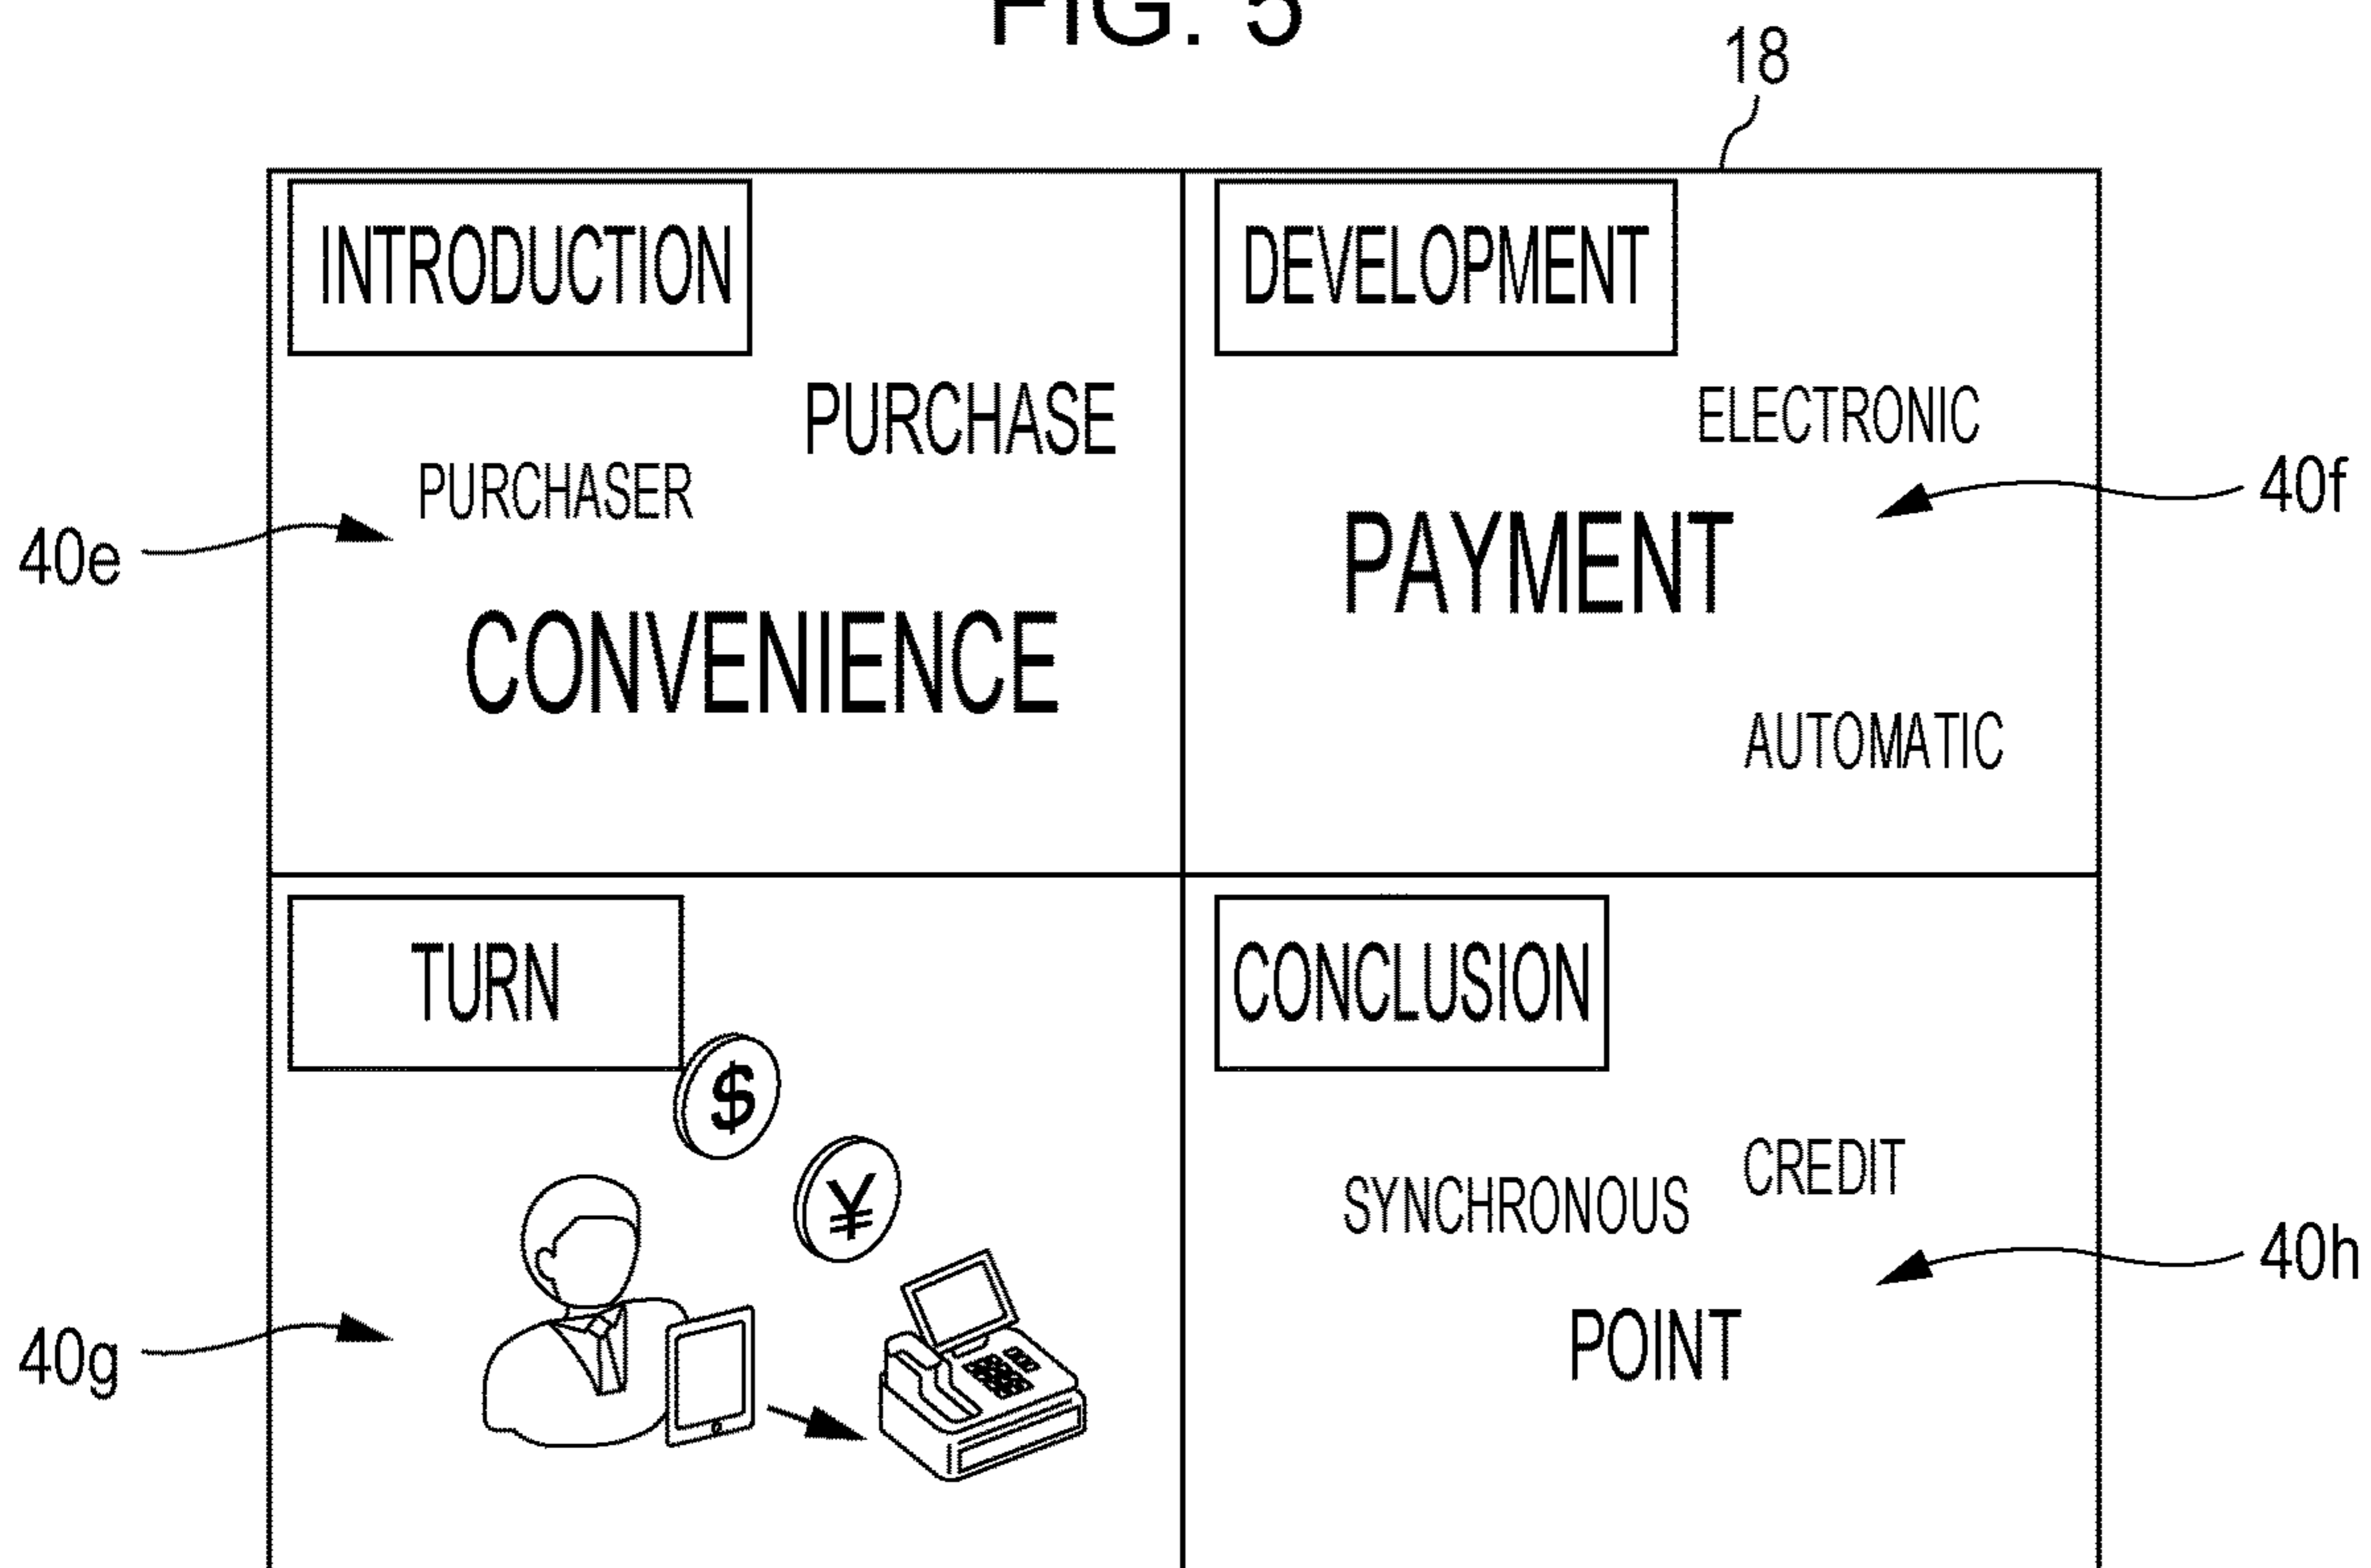 FIG. 5
18
INTRODUCTION
PURCHASE
PURCHASER
40e
CONVENIENCE
DEVELOPMENT
ELECTRONIC
40f
PAYMENT
AUTOMATIC
TURN
$
¥
40g
CONCLUSION
CREDIT
SYNCHRONOUS
40h
POINT